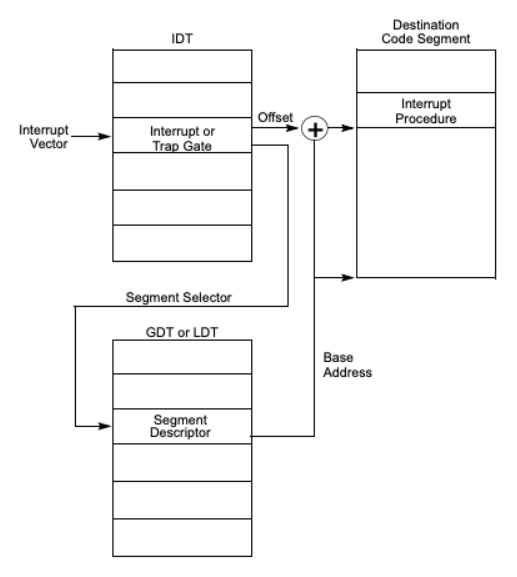 IDT
Destination
Code Segment
Interrupt
Vector
Interrupt or
Trap Gate
Offset
+
Interrupt
Procedure
Segment Selector
GDT or LDT
Base
Address
Segment
Descriptor